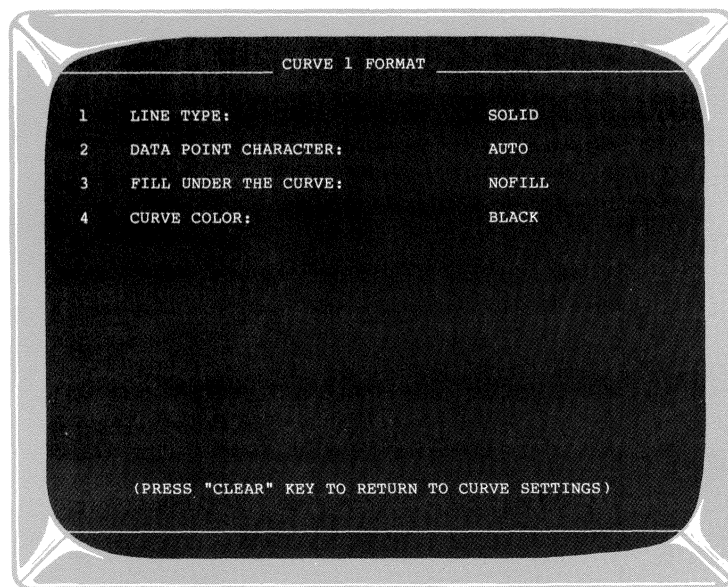 CURVE 1 FORMAT
1 LINE TYPE: SOLID
2 DATA POINT CHARACTER: AUTO
3 FILL UNDER THE CURVE: NOFILL
4 CURVE COLOR: BLACK
(PRESS "CLEAR" KEY TO RETURN TO CURVE SETTINGS)